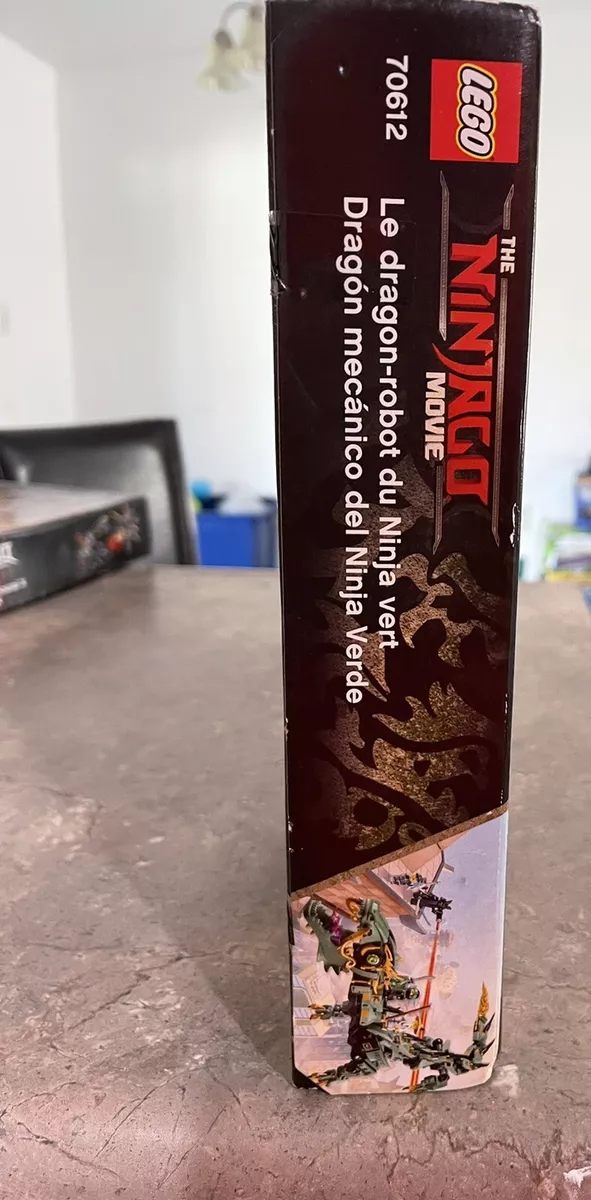 LEGO
THE
NINJAGO
MOVIE
70612
Le dragon-robot du Ninja vert
Dragón mecánico del Ninja Verde